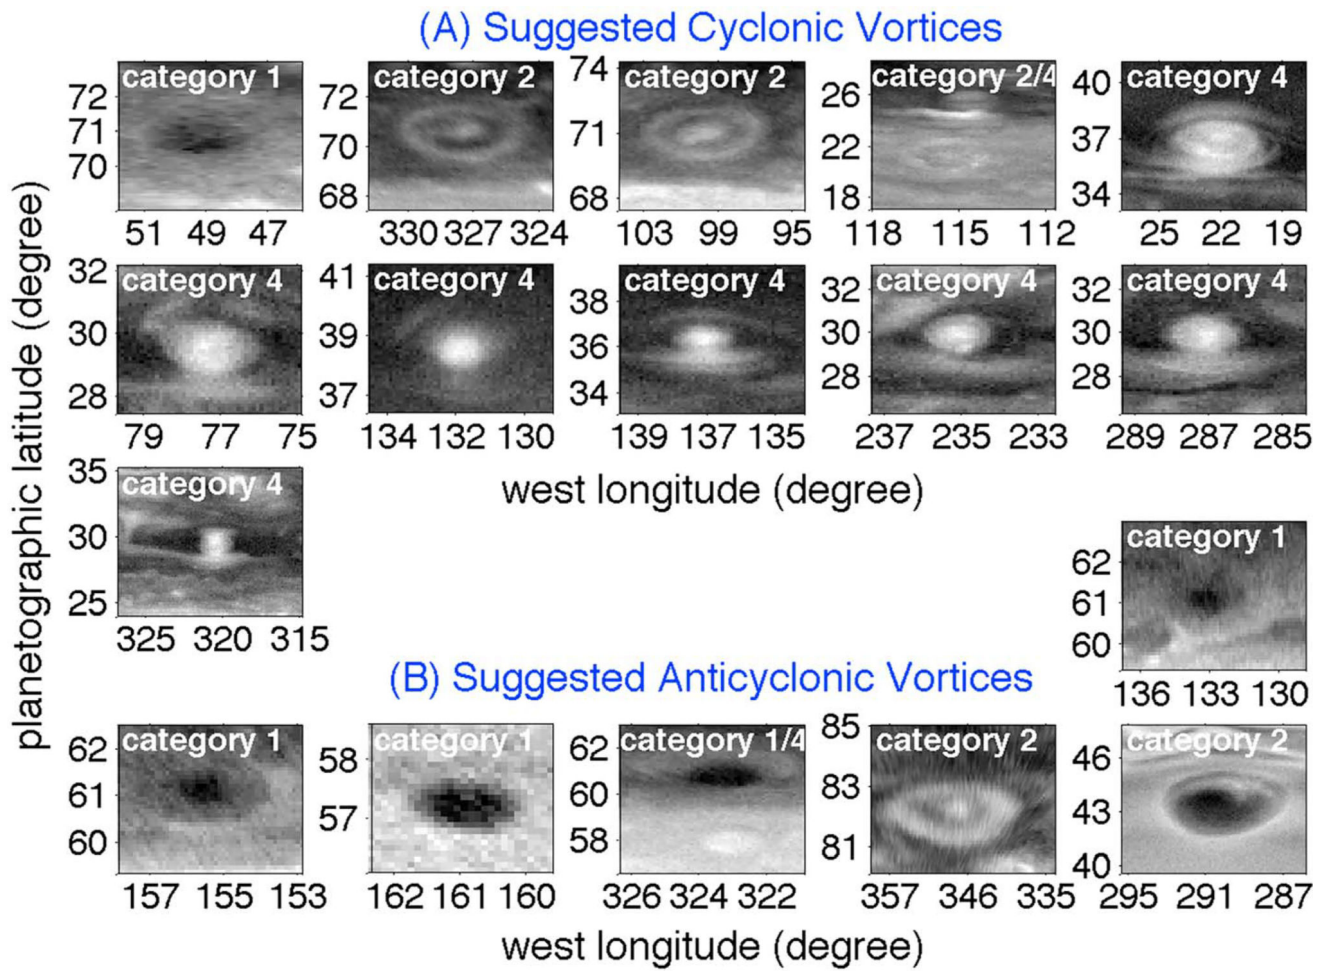 (A) Suggested Cyclonic Vortices
category 1 category 2 category 2 category 2/4 category 4
72 71 70 72 70 68 74 71 68 26 22 18 40 37 34
51 49 47 330 327 324 103 99 95 118 115 112 25 22 19
category 4 category 4 category 4 category 4 category 4
32 30 28 41 39 37 38 36 34 32 30 28 32 30 28
79 77 75 134 132 130 139 137 135 237 235 233 289 287 285
planetographic latitude (degree)
west longitude (degree)
category 4
35 30 25
325 320 315
category 1
62 61 60
136 133 130
(B) Suggested Anticyclonic Vortices
category 1 category 1 category 1/4 category 2 category 2
62 61 60 58 57 62 60 58 85 83 81 46 43 40
157 155 153 162 161 160 326 324 322 357 346 335 295 291 287
west longitude (degree)